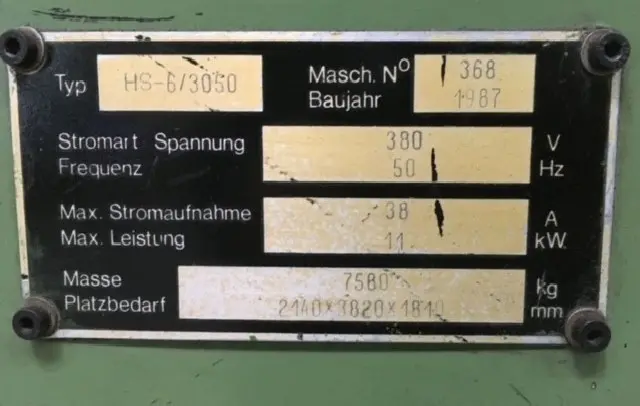 Typ HS-6/3050
Masch. Nº 368
Baujahr 1987
Stromart Spannung 380 V
Frequenz 50 Hz
Max. Stromaufnahme 38 A
Max. Leistung 11 kW
Masse 7580 kg
Platzbedarf mm